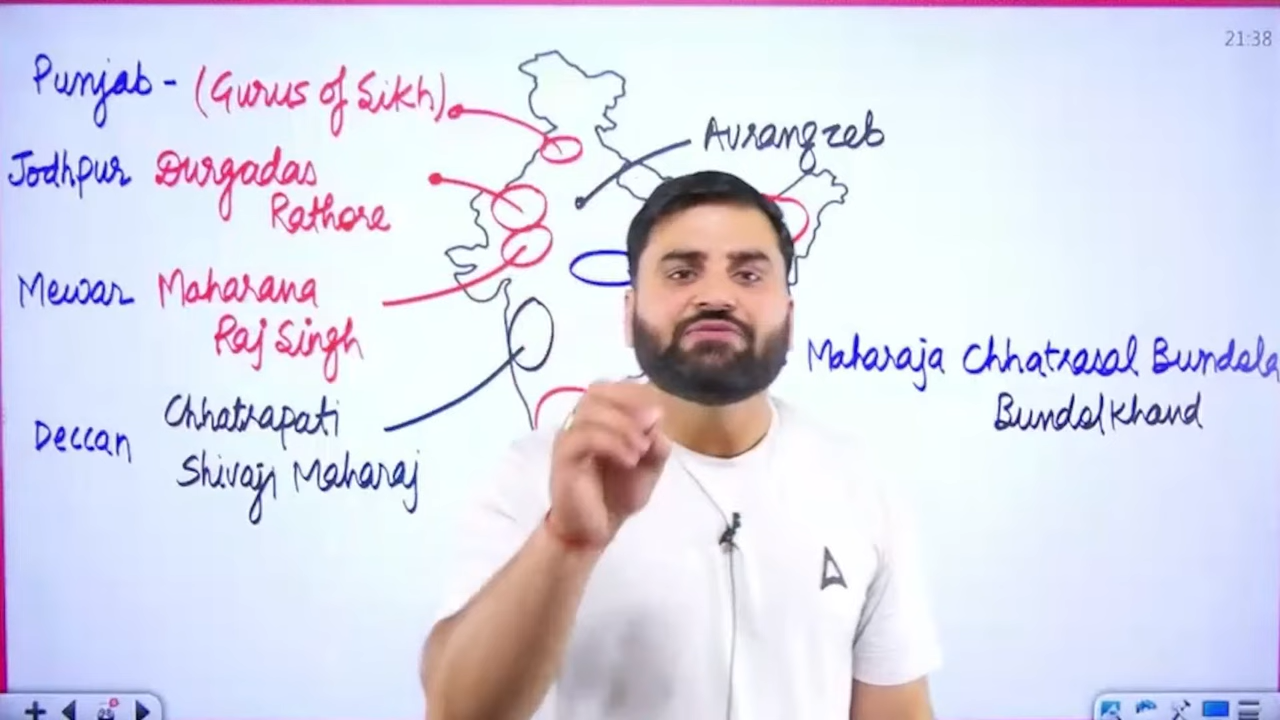 21:38
Punjab - (Gurus of Sikh)
Aurangzeb
Jodhpur Durgadas
Rathore
Mewar Maharana
Raj Singh
Maharaja Chhatrasal Bundela
Bundelkhand
Deccan Chhatrapati
Shivaji Maharaj